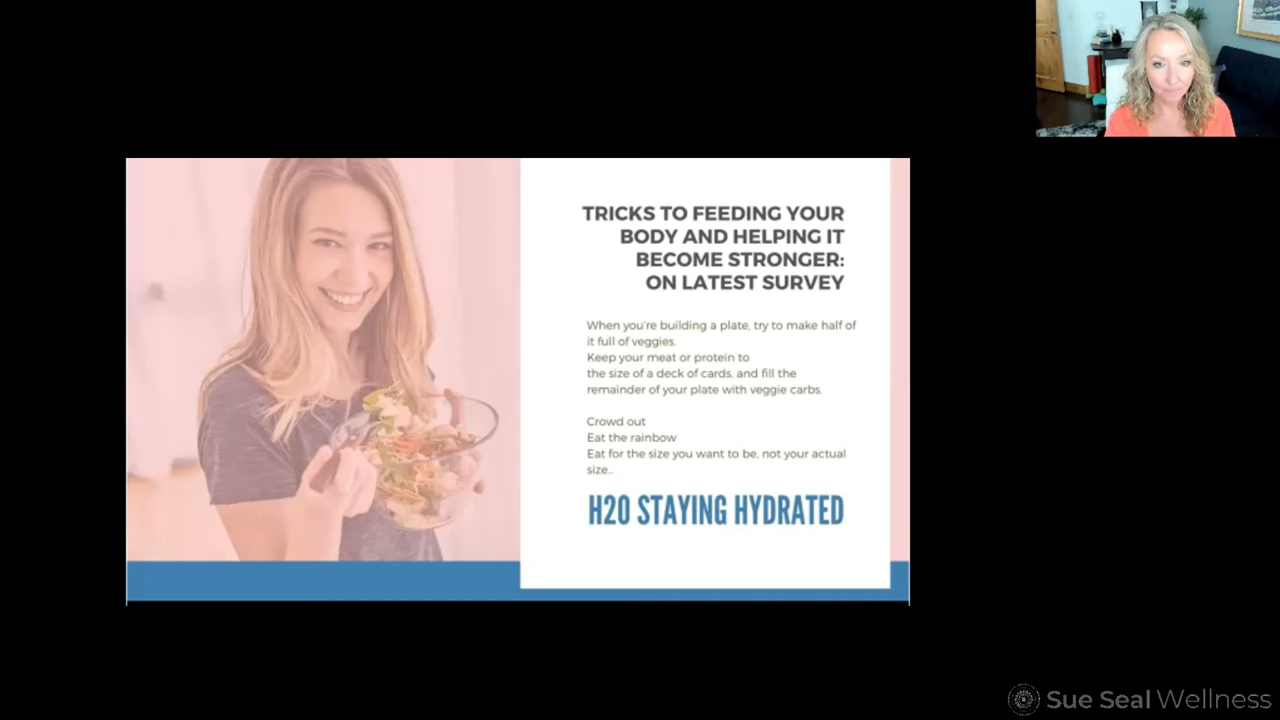 TRICKS TO FEEDING YOUR
BODY AND HELPING IT
BECOME STRONGER:
ON LATEST SURVEY
When you're building a plate, try to make half of
it full of veggies.
Keep your meat or protein to
the size of a deck of cards, and fill the
remainder of your plate with veggie carbs.
Crowd out
Eat the rainbow
Eat for the size you want to be, not your actual
size...
H20 STAYING HYDRATED
Sue Seal Wellness